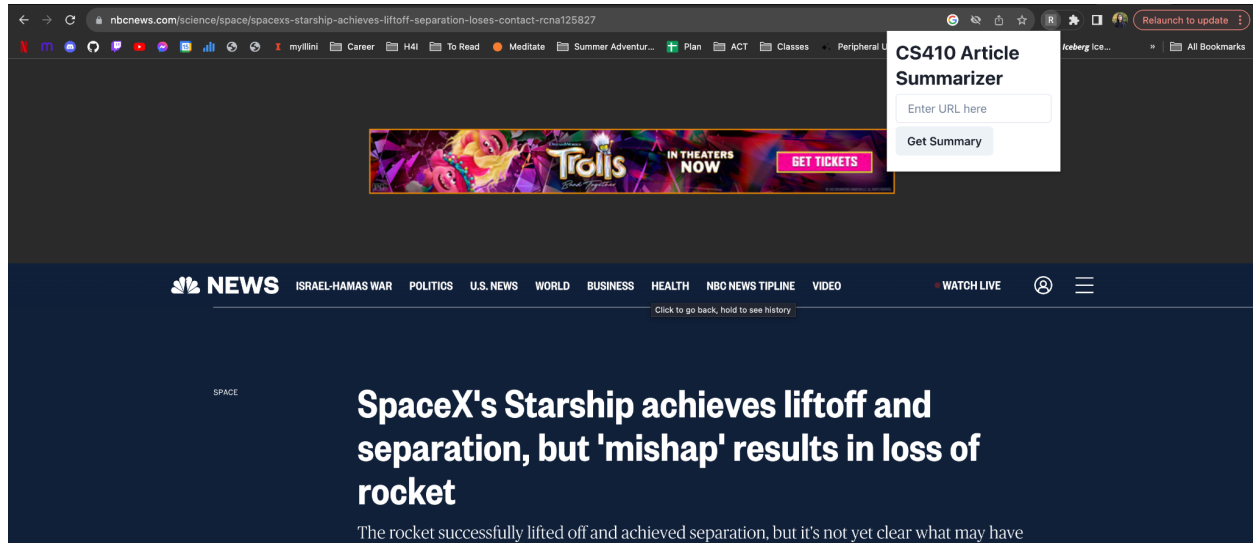 nbcnews.com/science/space/spacexs-starship-achieves-liftoff-separation-loses-contact-rcna125827
R
Relaunch to update
myIllini Career H4I To Read Meditate Summer Adventur... Plan ACT Classes Peripheral U Iceberg Ice... » All Bookmarks
CS410 Article
Summarizer
Enter URL here
Get Summary
Trolls
Band Together
IN THEATERS
NOW
GET TICKETS
NEWS ISRAEL-HAMAS WAR POLITICS U.S. NEWS WORLD BUSINESS HEALTH NBC NEWS TIPLINE VIDEO WATCH LIVE
Click to go back, hold to see history
SPACE
SpaceX's Starship achieves liftoff and
separation, but 'mishap' results in loss of
rocket
The rocket successfully lifted off and achieved separation, but it's not yet clear what may have